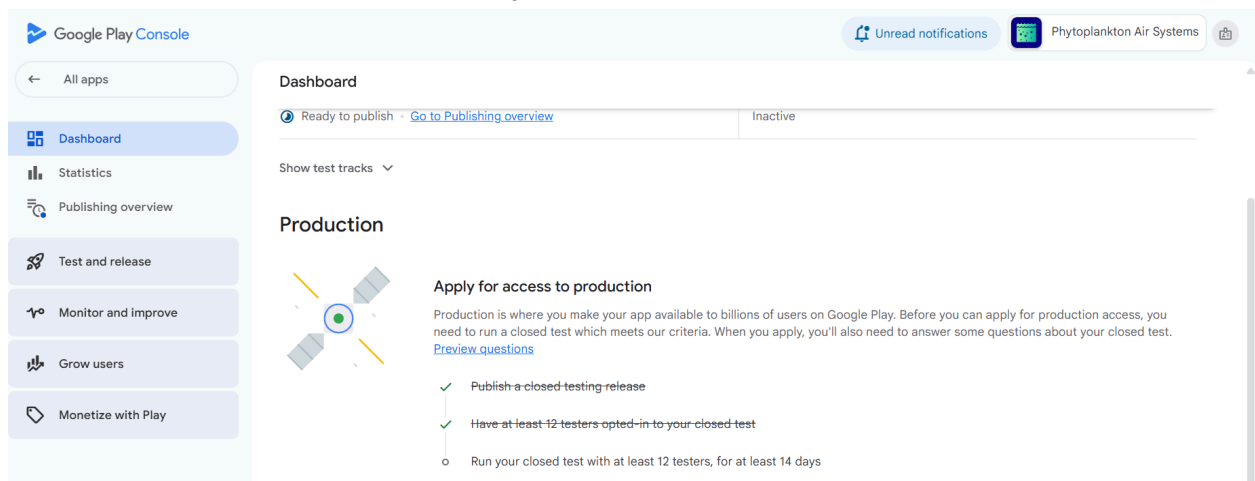 Google Play Console
Unread notifications
Phytoplankton Air Systems
All apps
Dashboard
Ready to publish • Go to Publishing overview
Inactive
Dashboard
Statistics
Show test tracks
Publishing overview
Production
Test and release
Apply for access to production
Monitor and improve
Production is where you make your app available to billions of users on Google Play. Before you can apply for production access, you
need to run a closed test which meets our criteria. When you apply, you'll also need to answer some questions about your closed test.
Preview questions
Grow users
Publish a closed testing release
Monetize with Play
Have at least 12 testers opted-in to your closed test
Run your closed test with at least 12 testers, for at least 14 days